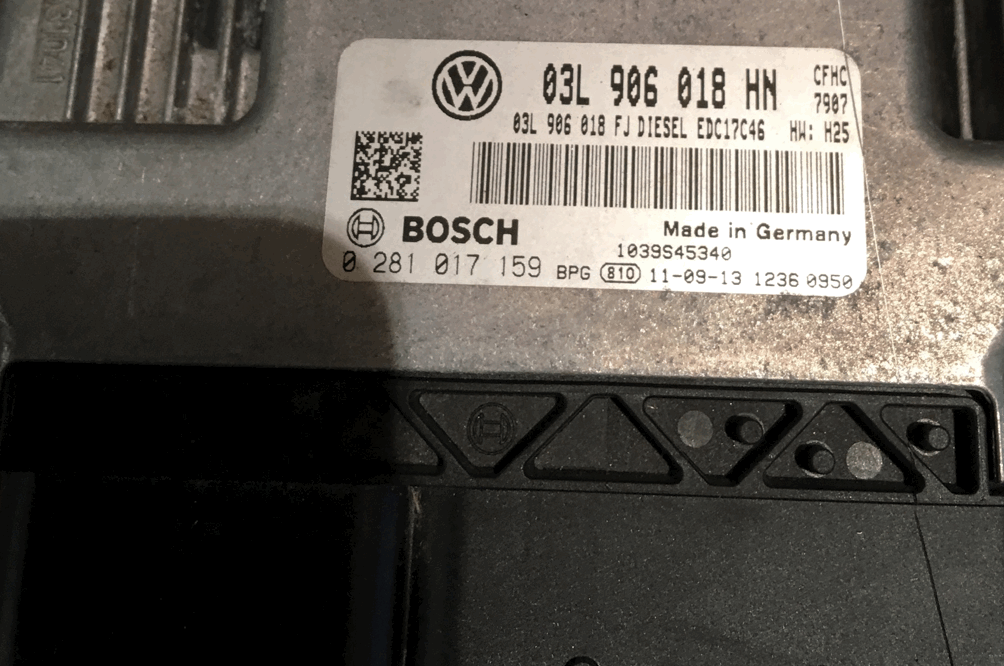 03L 906 018 HN CFHC
7907
03L 906 018 FJ DIESEL EDC17C46 HW: H25
BOSCH Made in Germany
1039S45340
0 281 017 159 BPG 810 11-09-13 1236 0950